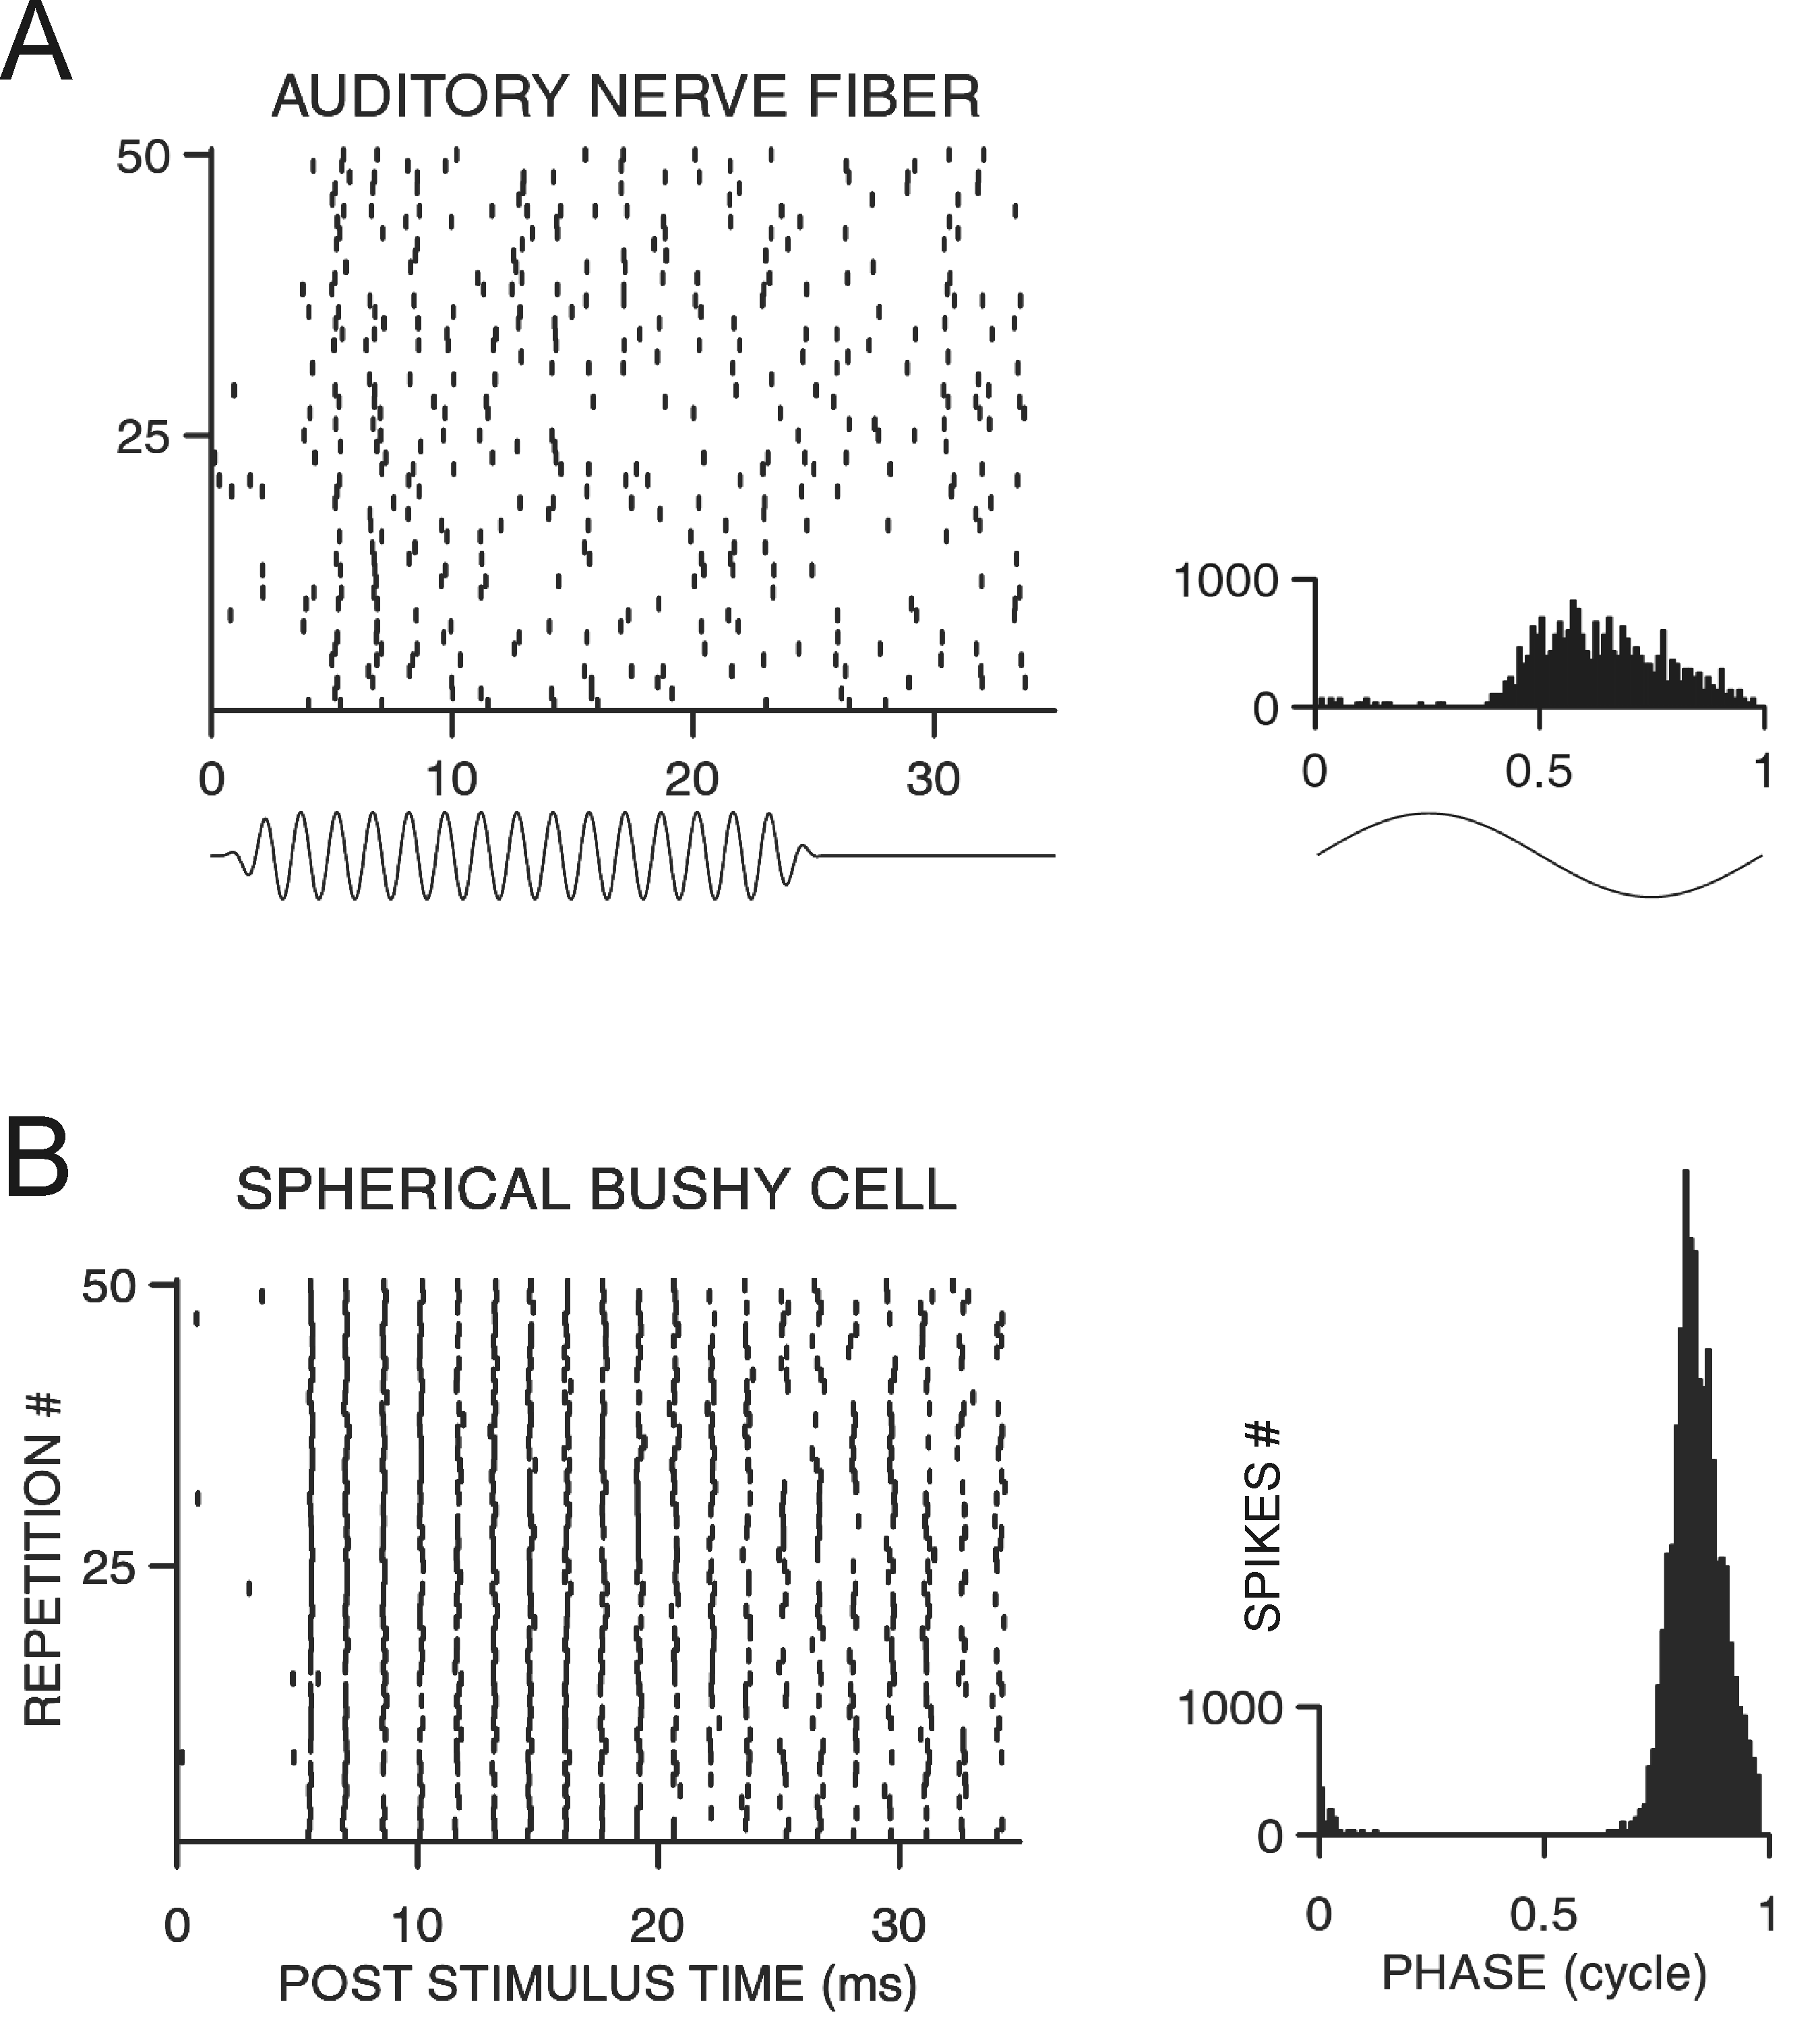 A
AUDITORY NERVE FIBER
50
25
0 10 20 30
1000
0
0 0.5 1
B
SPHERICAL BUSHY CELL
50
25
REPETITION #
0 10 20 30
POST STIMULUS TIME (ms)
SPIKES #
1000
0
0 0.5 1
PHASE (cycle)